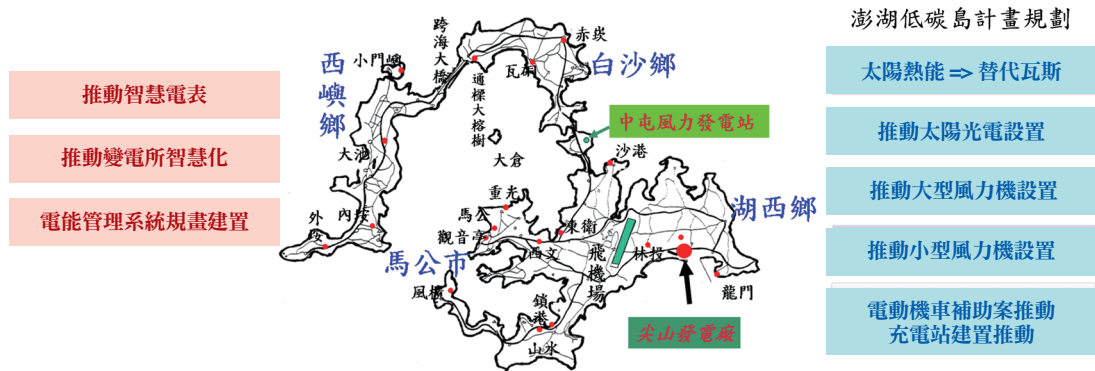 澎湖低碳島計畫規劃
推動智慧電表
推動變電所智慧化
電能管理系統規畫建置
西嶼鄉
小門嶼
跨海大橋
通樑大榕樹
瓦硐
赤崁
白沙鄉
中屯風力發電站
大池
大倉
沙港
重光
湖西鄉
外垵
內垵
馬公
觀音亭
東衛
西文
飛機場
林投
馬公市
風櫃
鎖港
龍門
山水
尖山發電廠
太陽熱能 => 替代瓦斯
推動太陽光電設置
推動大型風力機設置
推動小型風力機設置
電動機車補助案推動
充電站建置推動